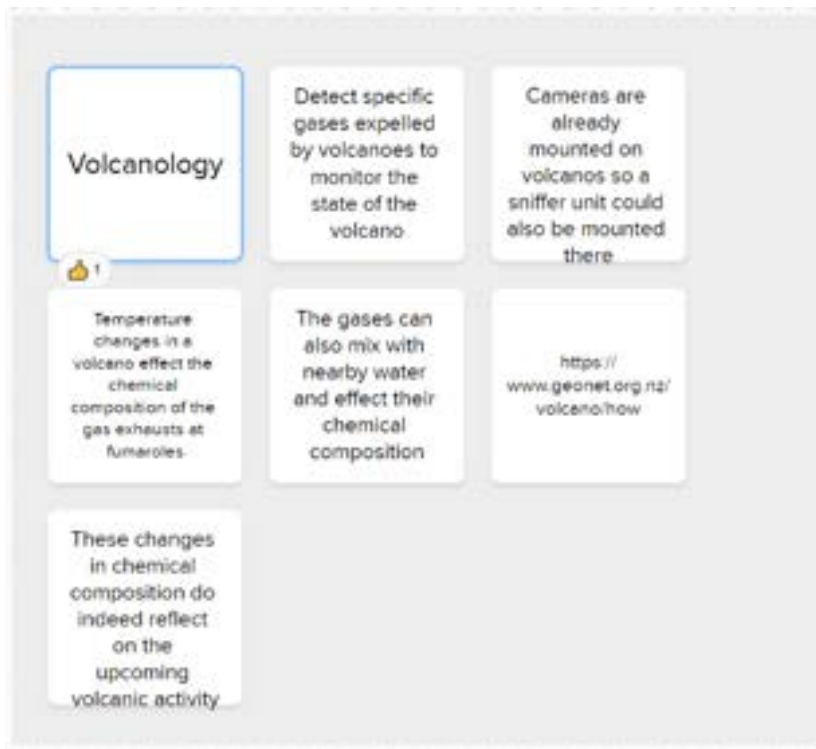 Volcanology
Detect specific
gases expelled
by volcanoes to
monitor the
state of the
volcano
Cameras are
already
mounted on
volcanos so a
sniffer unit could
also be mounted
there
1
Temperature
changes in a
volcano effect the
chemical
composition of the
gas exhausts at
fumaroles
The gases can
also mix with
nearby water
and effect their
chemical
composition
https://
www.geonet.org.nz/
volcano/how
These changes
in chemical
composition do
indeed reflect
on the
upcoming
volcanic activity